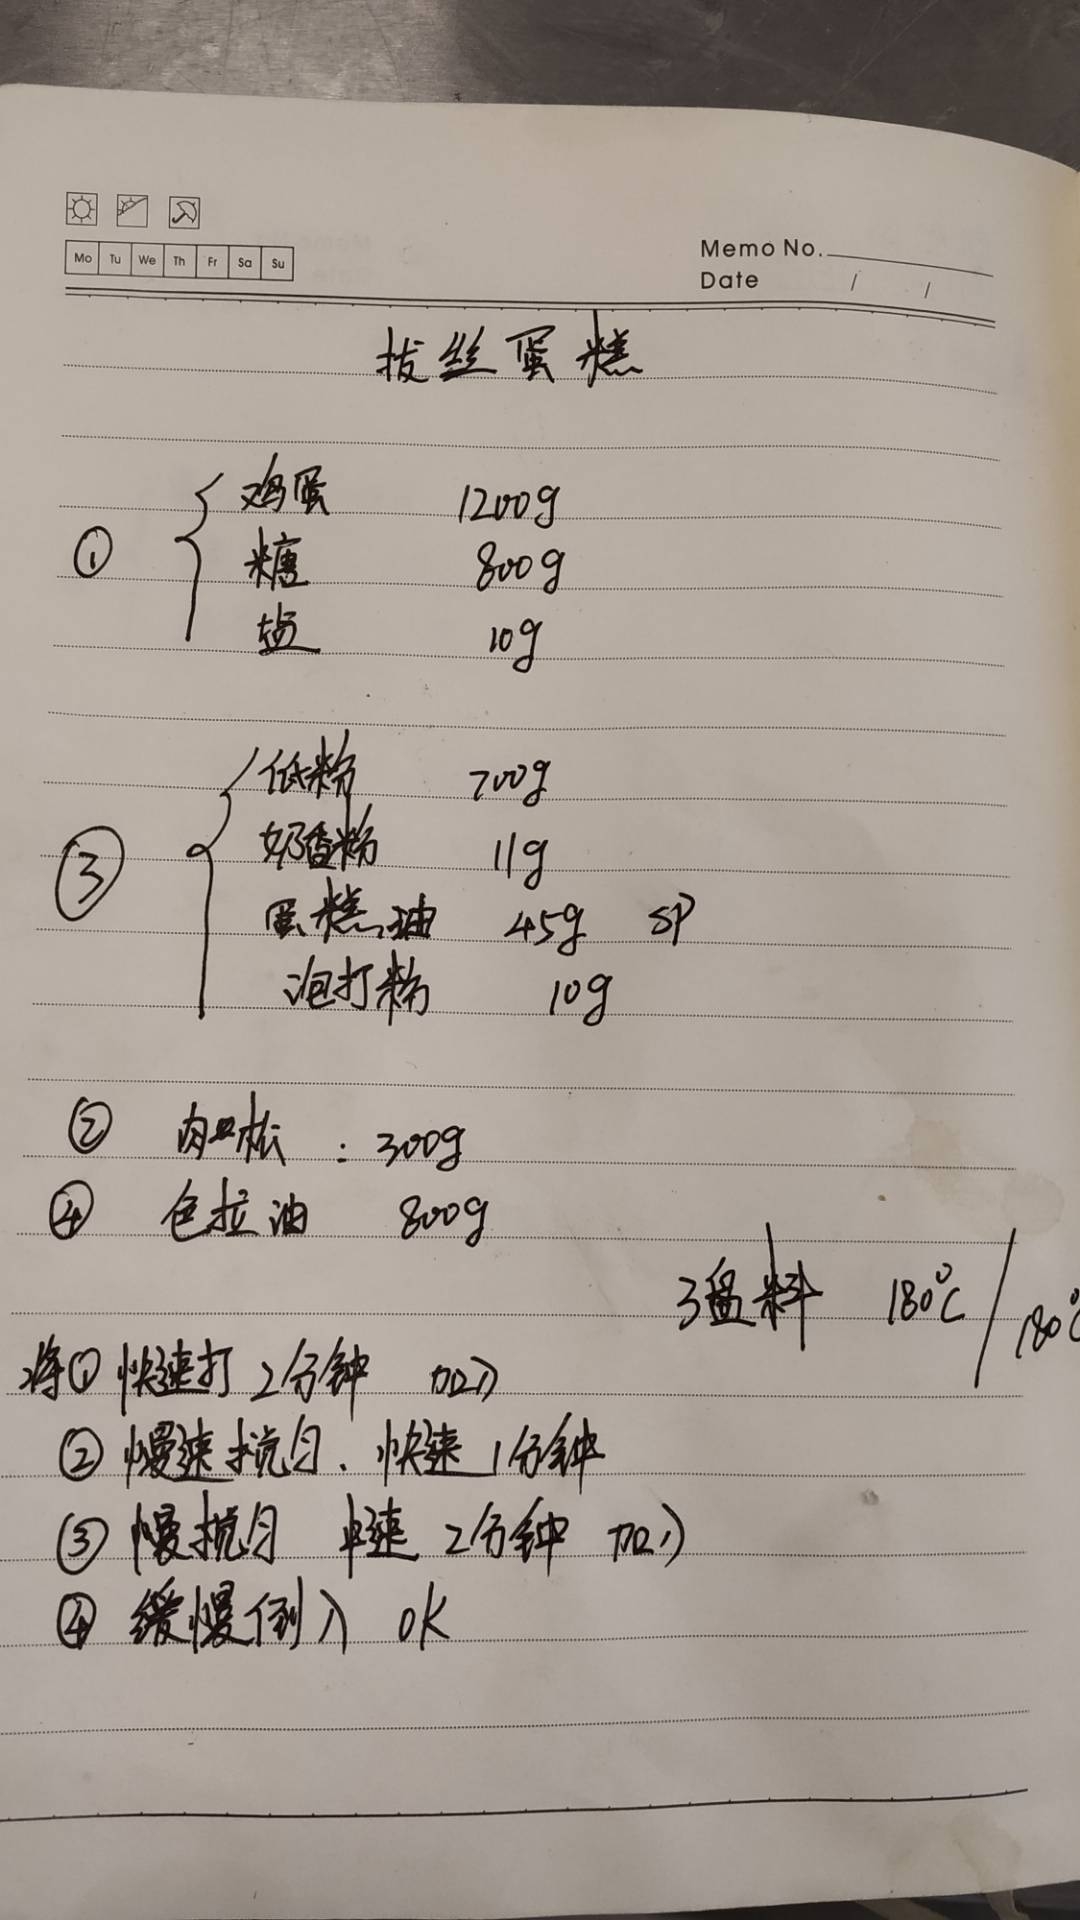 Mo Tu We Th Fr Sa Su
Memo No.
Date / /
拔丝蛋糕
① 鸡蛋 1200g
糖 800g
盐 10g
③ 低粉 700g
奶香粉 11g
蛋糕油 45g SP
泡打粉 10g
② 肉松 : 300g
④ 色拉油 800g
3盘料 180°C / 180°C
将① 快速打 2分钟 加入
② 慢速搅匀、快速1分钟
③ 慢搅匀 中速 2分钟 加入
④ 缓慢倒入 OK